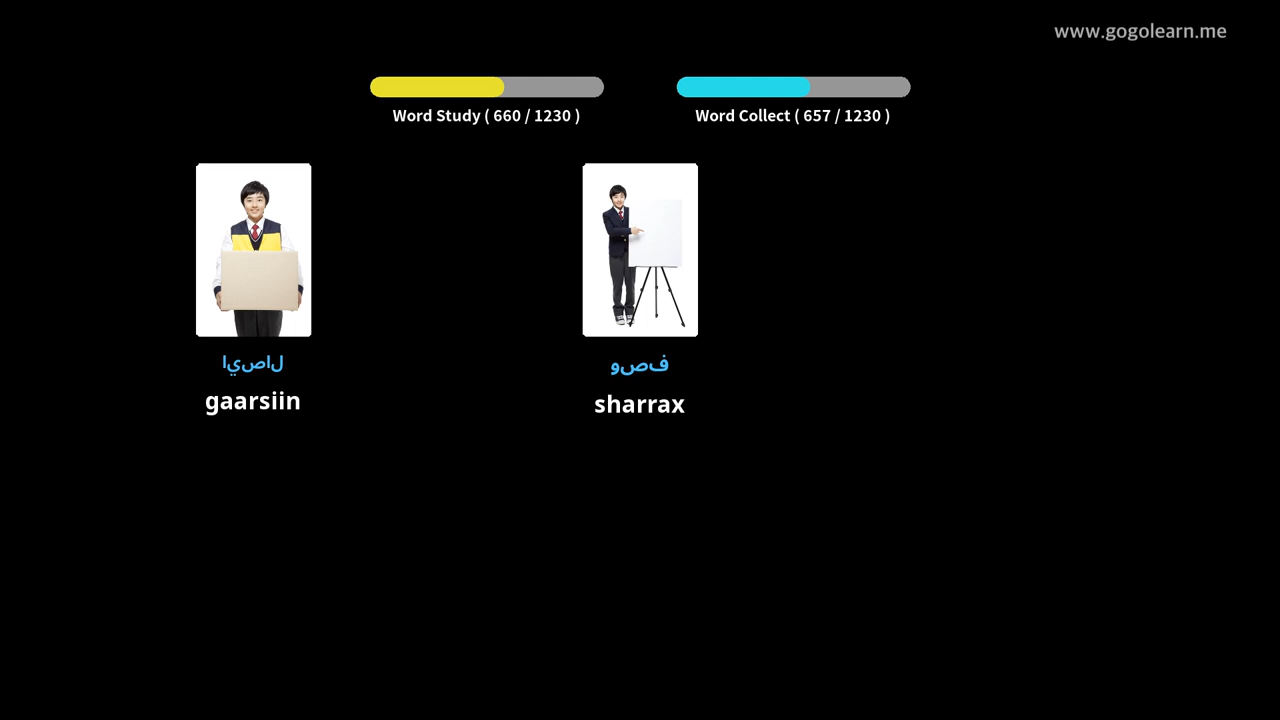 www.gogolearn.me
Word Study ( 660 / 1230 )
Word Collect ( 657 / 1230 )
ايصال
وصف
gaarsiin
sharrax